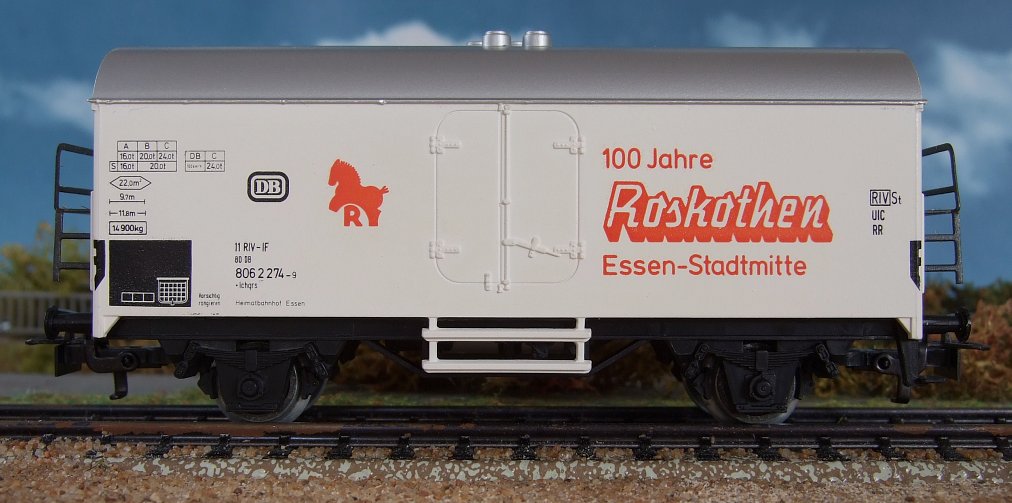 A B C
16,0t 20,0t 24,0t
S 16,0t 20,0t
DB C
24,0t
22,0m²
9.7m
11.8m
14 900kg
DB
R
11 RIV-IF
80 DB
806 2 274-9
Ichqrs
Vorsichtig
rangieren
Heimatbahnhof Essen
100 Jahre
Roskothen
Essen-Stadtmitte
RIV St
UIC
RR